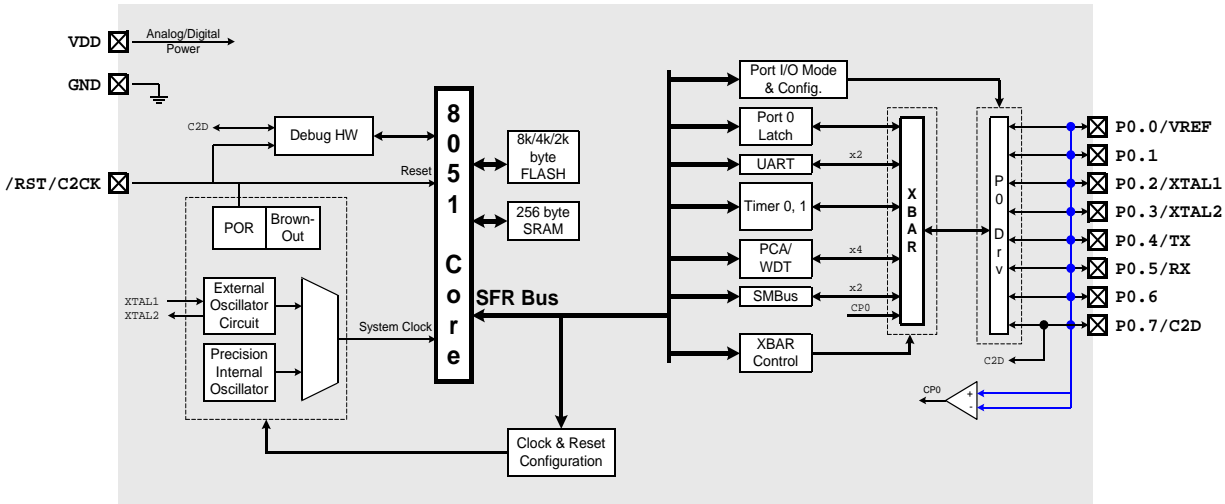 VDD
Analog/Digital
Power
GND
C2D
Debug HW
/RST/C2CK
Reset
POR
Brown-
Out
XTAL1
XTAL2
External
Oscillator
Circuit
Precision
Internal
Oscillator
System Clock
8
0
5
1
C
o
r
e
8k/4k/2k
byte
FLASH
256 byte
SRAM
SFR Bus
Clock & Reset
Configuration
Port I/O Mode
& Config.
Port 0
Latch
UART
x2
Timer 0, 1
PCA/
WDT
x4
SMBus
x2
CP0
XBAR
Control
X
B
A
R
P
0
D
r
v
P0.0/VREF
P0.1
P0.2/XTAL1
P0.3/XTAL2
P0.4/TX
P0.5/RX
P0.6
P0.7/C2D
C2D
CP0
+
-